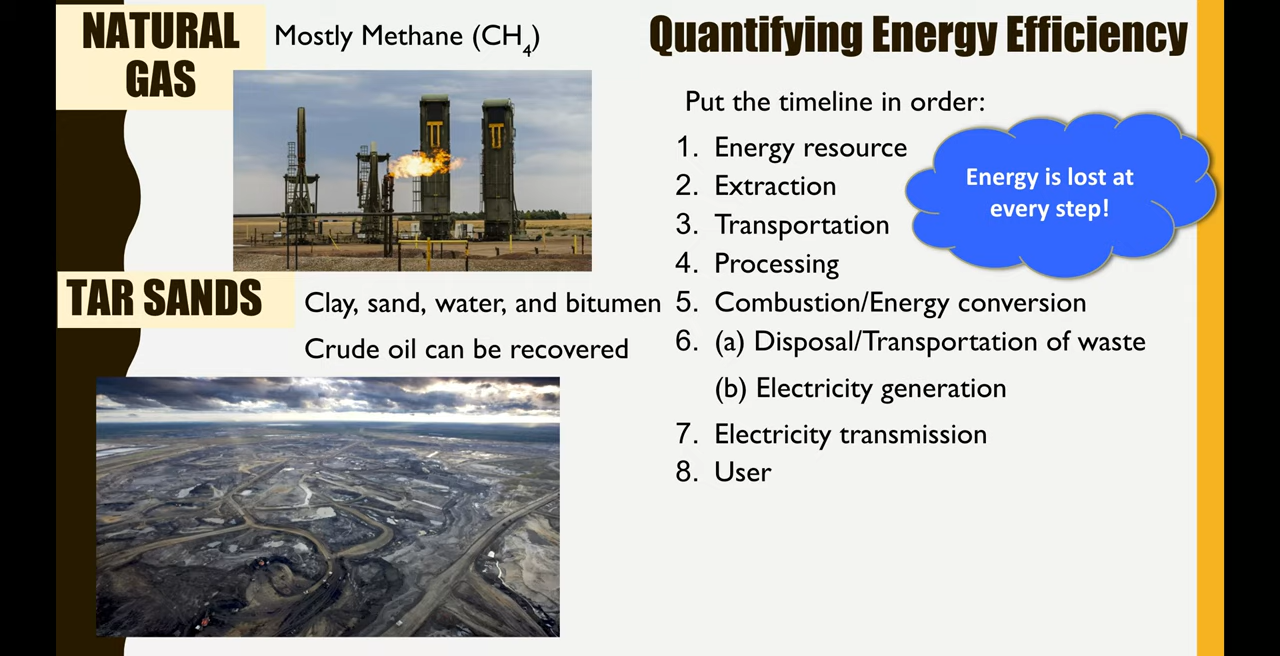 NATURAL
GAS
Mostly Methane (CH₄)
TAR SANDS
Clay, sand, water, and bitumen
Crude oil can be recovered
Quantifying Energy Efficiency
Put the timeline in order:
1. Energy resource
2. Extraction
3. Transportation
4. Processing
5. Combustion/Energy conversion
6. (a) Disposal/Transportation of waste
(b) Electricity generation
7. Electricity transmission
8. User
Energy is lost at
every step!